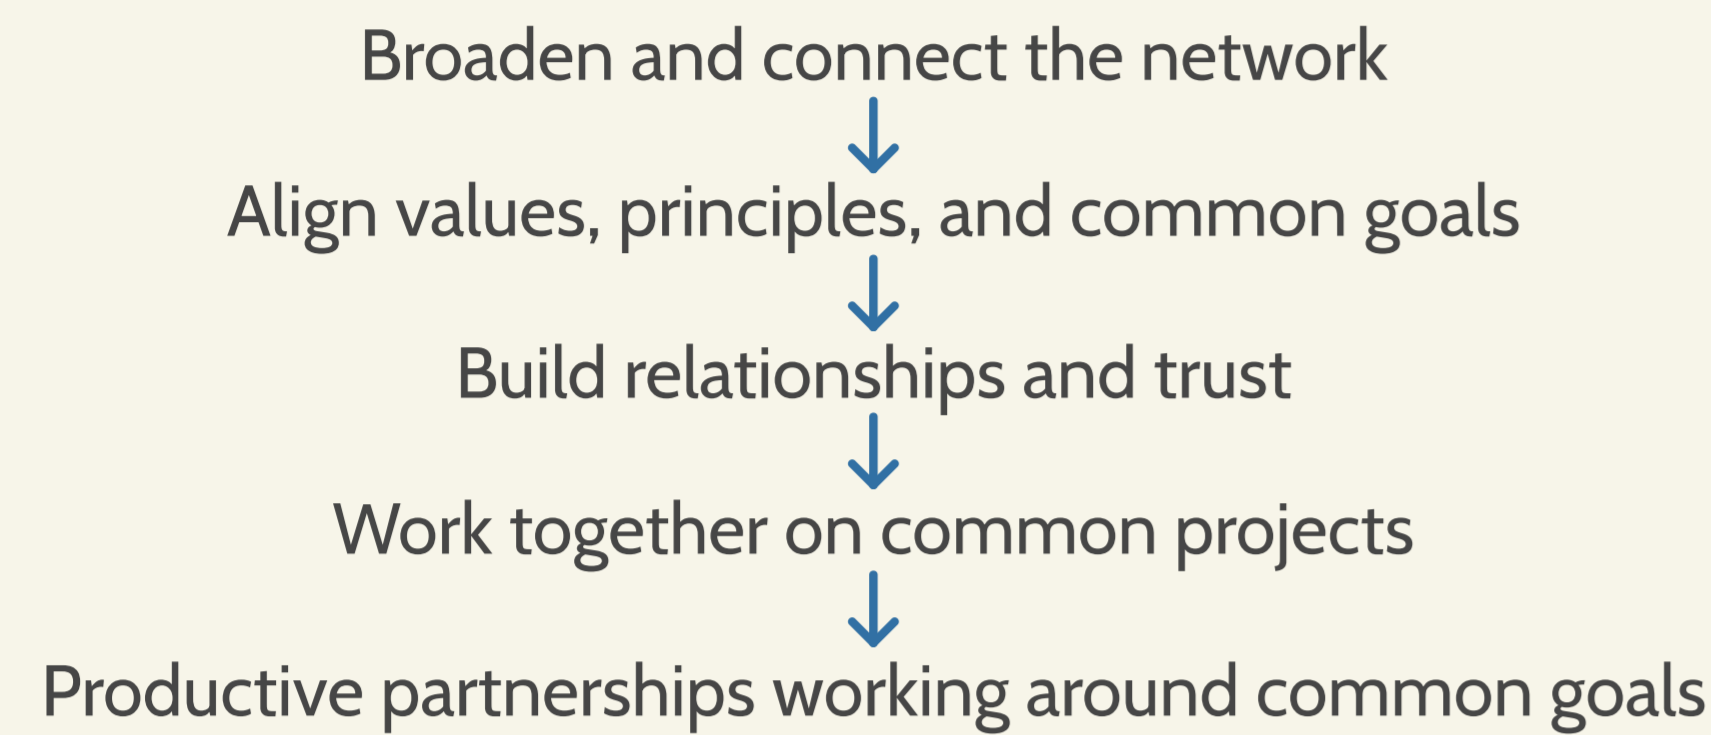 Broaden and connect the network
Align values, principles, and common goals
Build relationships and trust
Work together on common projects
Productive partnerships working around common goals